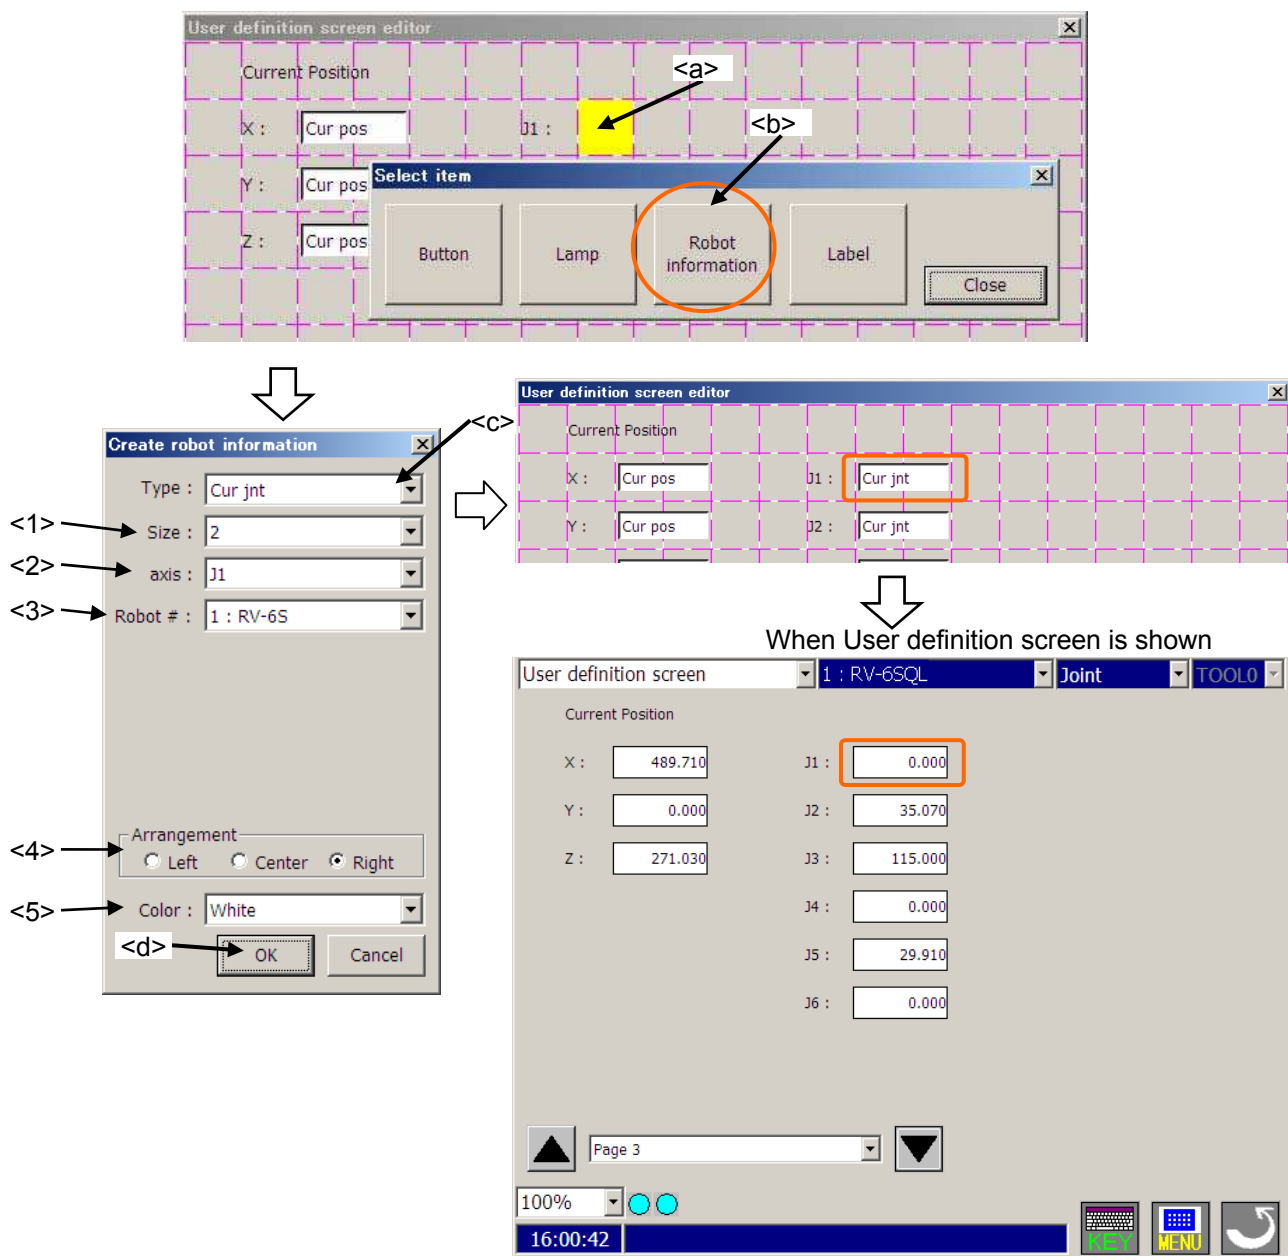 User definition screen editor
Current Position
<a>
X : Cur pos J1 :
<b>
Y : Cur pos
Select item
Z : Cur pos
Button Lamp Robot information Label
Close
Create robot information
<c>
Type : Cur jnt
<1> Size : 2
<2> axis : J1
<3> Robot # : 1 : RV-6S
Arrangement
<4> Left Center Right
<5> Color : White
<d> OK Cancel
User definition screen editor
Current Position
X : Cur pos J1 : Cur jnt
Y : Cur pos J2 : Cur jnt
When User definition screen is shown
User definition screen 1 : RV-6SQL Joint TOOL0
Current Position
X : 489.710 J1 : 0.000
Y : 0.000 J2 : 35.070
Z : 271.030 J3 : 115.000
J4 : 0.000
J5 : 29.910
J6 : 0.000
Page 3
100%
16:00:42
KEY MENU